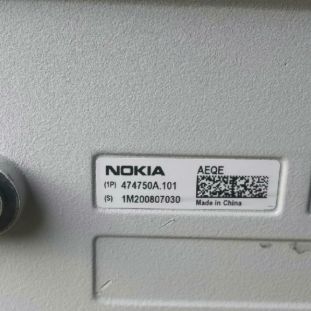 NOKIA AEQE
(1P) 474750A.101
(S) 1M200807030
Made in China